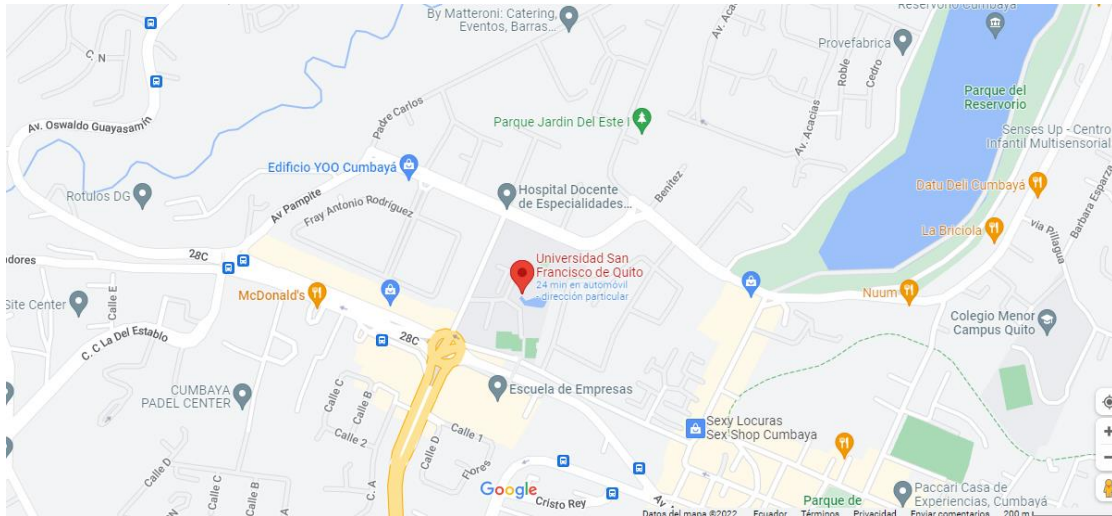 By Matteroni: Catering,
Eventos, Barras...
Reservorio Cumbayá
Av. Acacias
Provefabrica
Roble
Cedro
C. N
Parque del
Reservorio
Padre Carlos
Parque Jardin Del Este I
Av. Oswaldo Guayasamín
Av. Acacias
Senses Up - Centro
Infantil Multisensorial
Edificio YOO Cumbayá
Rotulos DG
Hospital Docente
de Especialidades...
Benítez
Datu Deli Cumbayá
Av Pampite
Fray Antonio Rodríguez
La Briciola
via Pillagua
Barbara Esparza
28C
adores
Universidad San
Francisco de Quito
24 min en automóvil
- dirección particular
McDonald's
Nuum
Site Center
Calle E
Colegio Menor
Campus Quito
28C
C. C La Del Establo
CUMBAYA
PADEL CENTER
Escuela de Empresas
Calle C
Calle B
Calle 2
Calle 1
Sexy Locuras
Sex Shop Cumbaya
Calle D
Calle D
Flores
Calle C
Calle B
C. A
Google
Cristo Rey
Av.
Parque de
Paccari Casa de
Experiencias, Cumbayá
Datos del mapa ©2022 Ecuador Términos Privacidad Enviar comentarios 200 m